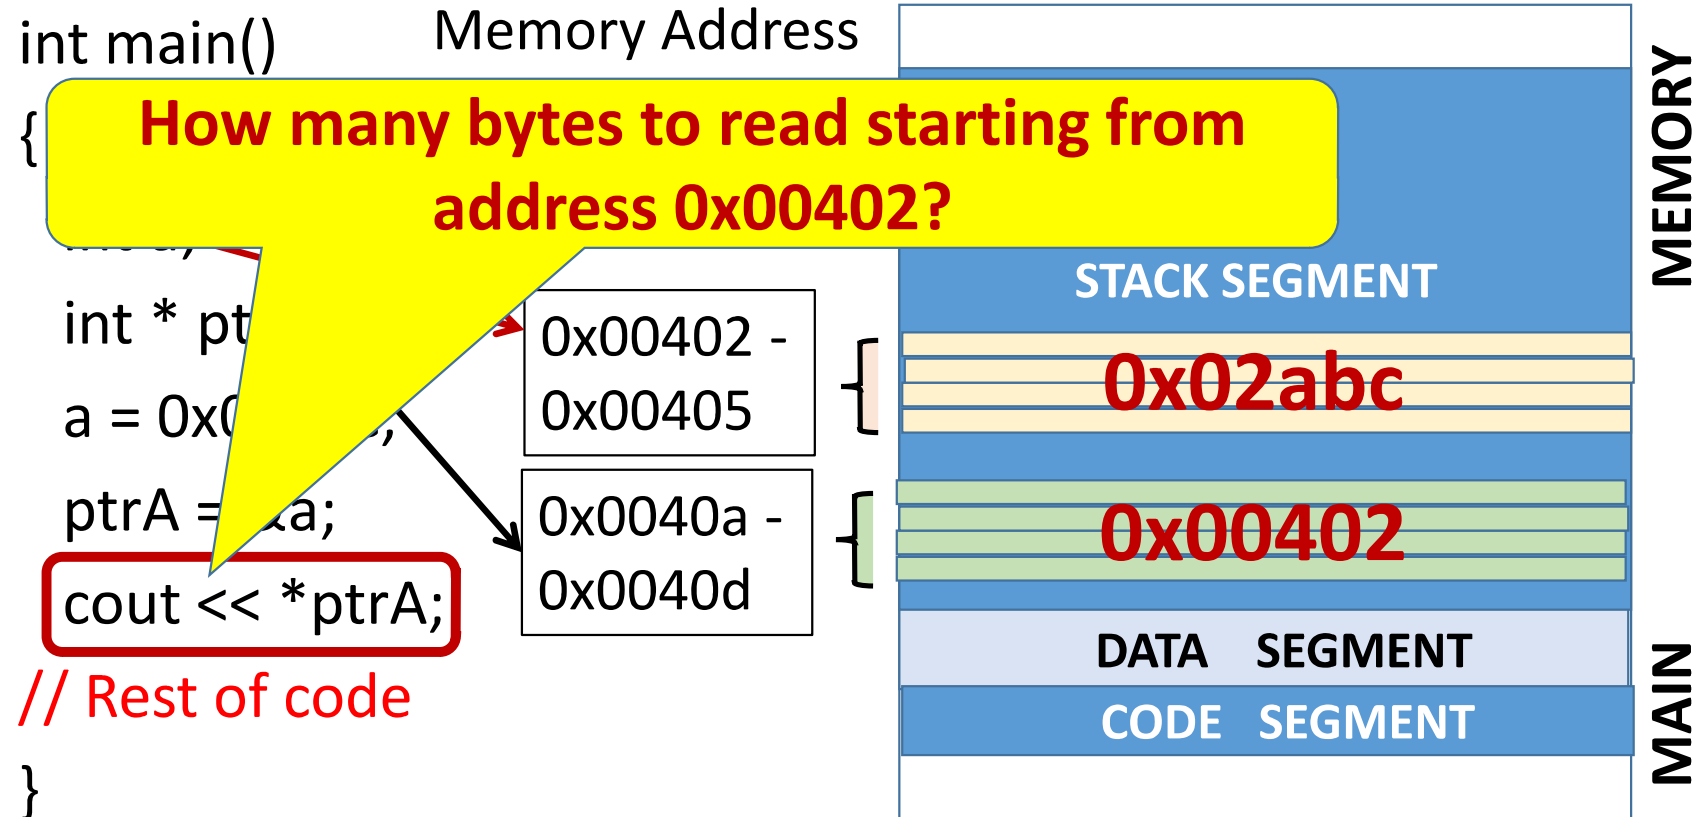 int main()
Memory Address
{
How many bytes to read starting from
address 0x00402?
int * pt
a = 0x
ptrA = &a;
cout << *ptrA;
// Rest of code
}
0x00402 -
0x00405
0x0040a -
0x0040d
STACK SEGMENT
0x02abc
0x00402
DATA SEGMENT
CODE SEGMENT
MEMORY
MAIN